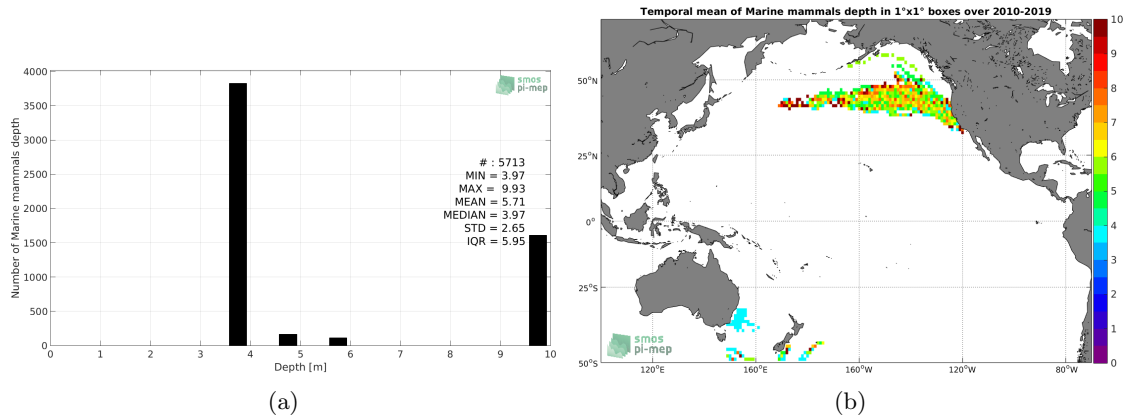 4000
3500
3000
2500
2000
1500
1000
500
0
0 1 2 3 4 5 6 7 8 9 10
Number of Marine mammals depth
Depth [m]
smos
pi-mep
# : 5713
MIN = 3.97
MAX = 9.93
MEAN = 5.71
MEDIAN = 3.97
STD = 2.65
IQR = 5.95
(a)
Temporal mean of Marine mammals depth in 1°x1° boxes over 2010-2019
50°N
25°N
0°
25°S
50°S
120°E 160°E 160°W 120°W 80°W
10
9
8
7
6
5
4
3
2
1
0
smos
pi-mep
(b)